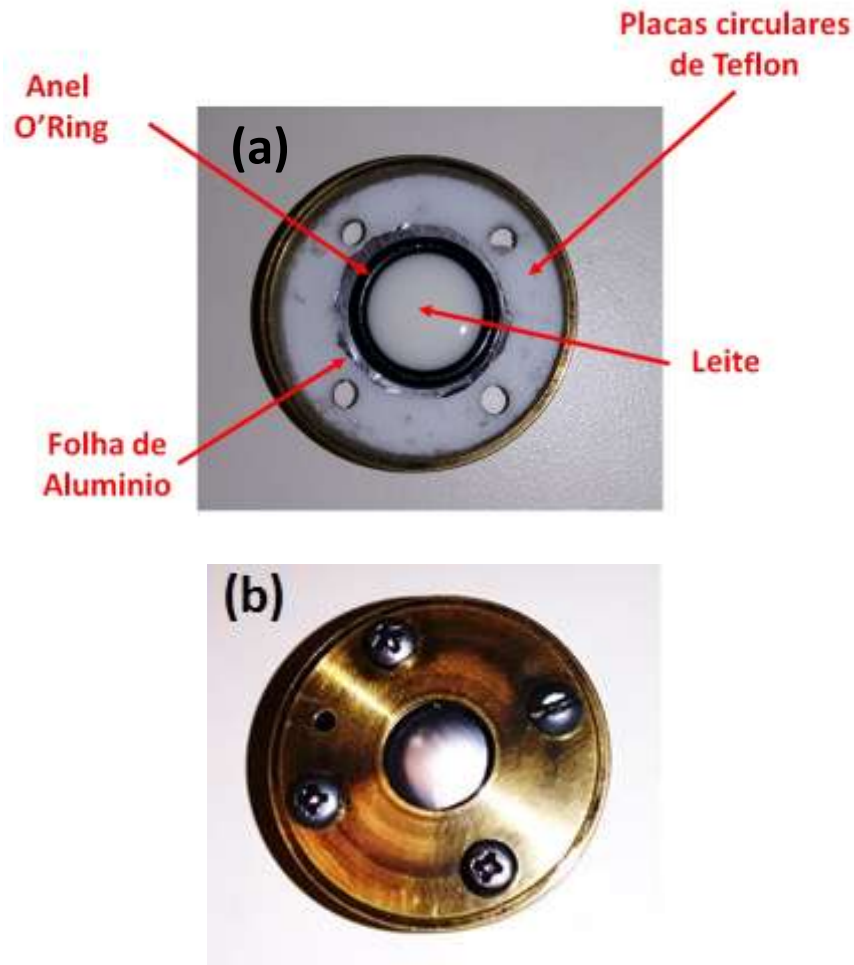 Placas circulares
de Teflon
Anel
O'Ring
(a)
Leite
Folha de
Aluminio
(b)